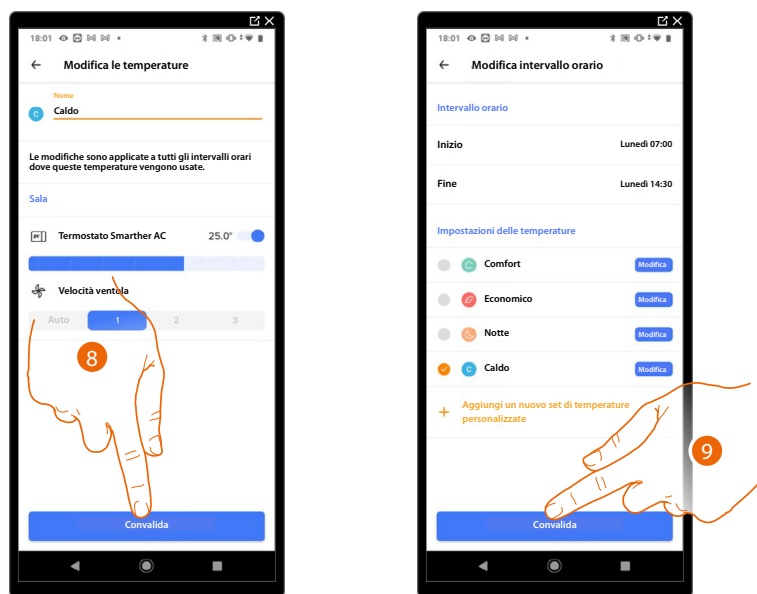 18:01
Modifica le temperature
Nome
C
Caldo
Le modifiche sono applicate a tutti gli intervalli orari
dove queste temperature vengono usate.
Sala
Termostato Smarther AC 25.0°
Velocità ventola
Auto 1 2 3
8
Convalida
18:01
Modifica intervallo orario
Intervallo orario
Inizio Lunedì 07:00
Fine Lunedì 14:30
Impostazioni delle temperature
Comfort Modifica
Economico Modifica
Notte Modifica
C Caldo Modifica
+ Aggiungi un nuovo set di temperature
personalizzate
9
Convalida